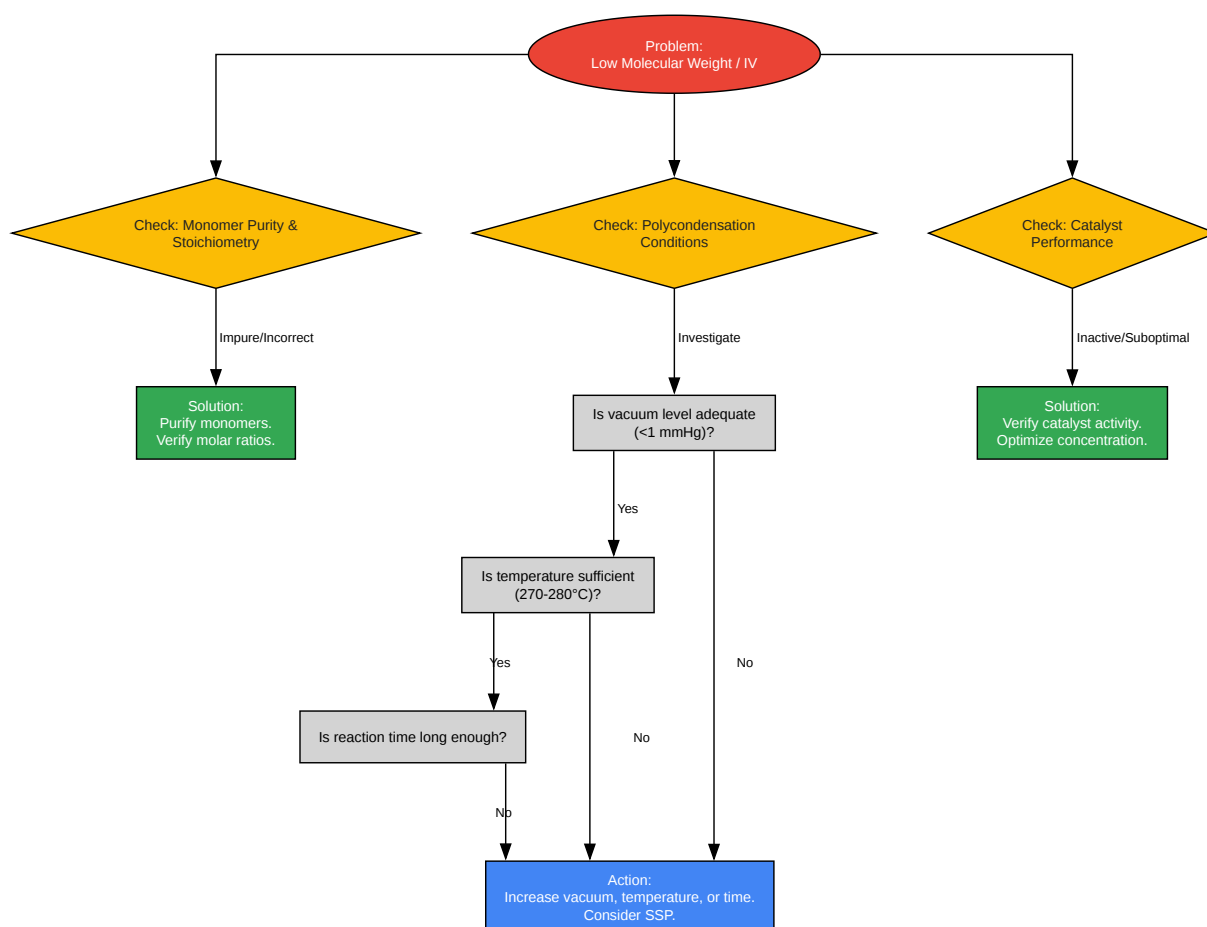 Problem:
Low Molecular Weight / IV
Check: Monomer Purity &
Stoichiometry
Check: Polycondensation
Conditions
Check: Catalyst
Performance
Impure/Incorrect
Investigate
Inactive/Suboptimal
Solution:
Purify monomers.
Verify molar ratios.
Is vacuum level adequate
(<1 mmHg)?
Solution:
Verify catalyst activity.
Optimize concentration.
Yes
Is temperature sufficient
(270-280°C)?
Yes
No
Is reaction time long enough?
No
No
Action:
Increase vacuum, temperature, or time.
Consider SSP.